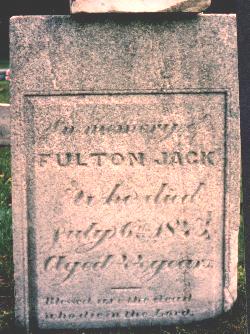 In memory of
FULTON JACK
Who died
July 6th
Aged years.
Blessed are the dead
who die in the Lord.